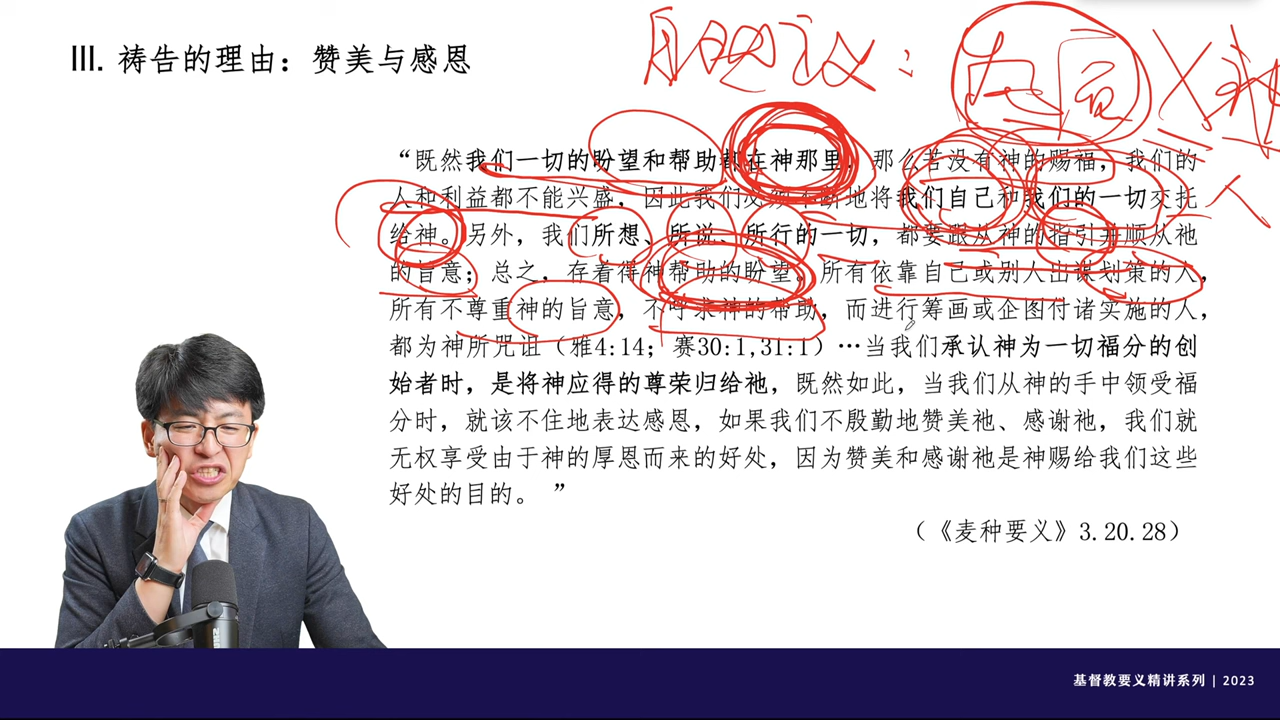 III. 祷告的理由：赞美与感恩
自然主义：
“既然我们一切的盼望和帮助都在神那里，那么若没有神的赐福，我们的
人和利益都不能兴盛，因此我们必须不断地将我们自己和我们的一切交托
给神。另外，我们所想、所说、所行的一切，都要跟从神的指引并顺从祂
的旨意；总之，存着得神帮助的盼望。所有依靠自己或别人出谋划策的人，
所有不尊重神的旨意，不呼求神的帮助，而进行筹画或企图付诸实施的人，
都为神所咒诅（雅4:14；赛30:1,31:1）…当我们承认神为一切福分的创
始者时，是将神应得的尊荣归给祂，既然如此，当我们从神的手中领受福
分时，就该不住地表达感恩，如果我们不殷勤地赞美祂、感谢祂，我们就
无权享受由于神的厚恩而来的好处，因为赞美和感谢祂是神赐给我们这些
好处的目的。 ”
（《麦种要义》3.20.28）
基督教要义精讲系列 | 2023